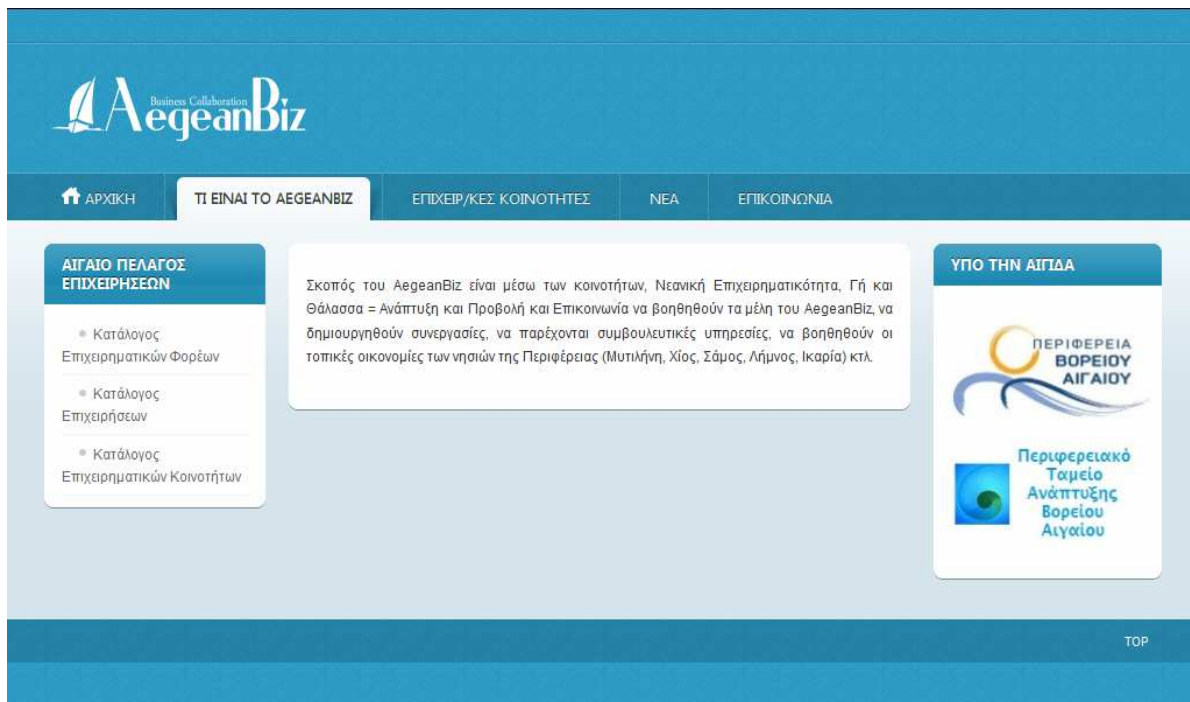 Business Collaboration
AegeanBiz
ΑΡΧΙΚΗ
ΤΙ ΕΙΝΑΙ ΤΟ AEGEANBIZ
ΕΠΙΧΕΙΡ/ΚΕΣ ΚΟΙΝΟΤΗΤΕΣ
ΝΕΑ
ΕΠΙΚΟΙΝΩΝΙΑ
ΑΙΓΑΙΟ ΠΕΛΑΓΟΣ
ΕΠΙΧΕΙΡΗΣΕΩΝ
Κατάλογος
Επιχειρηματικών Φορέων
Κατάλογος
Επιχειρήσεων
Κατάλογος
Επιχειρηματικών Κοινοτήτων
Σκοπός του AegeanBiz είναι μέσω των κοινοτήτων, Νεανική Επιχειρηματικότητα, Γή και
Θάλασσα = Ανάπτυξη και Προβολή και Επικοινωνία να βοηθηθούν τα μέλη του AegeanBiz, να
δημιουργηθούν συνεργασίες, να παρέχονται συμβουλευτικές υπηρεσίες, να βοηθηθούν οι
τοπικές οικονομίες των νησιών της Περιφέρειας (Μυτιλήνη, Χίος, Σάμος, Λήμνος, Ικαρία) κτλ.
ΥΠΟ ΤΗΝ ΑΙΓΙΔΑ
ΠΕΡΙΦΕΡΕΙΑ
ΒΟΡΕΙΟΥ
ΑΙΓΑΙΟΥ
Περιφερειακό
Ταμείο
Ανάπτυξης
Βορείου
Αιγαίου
TOP